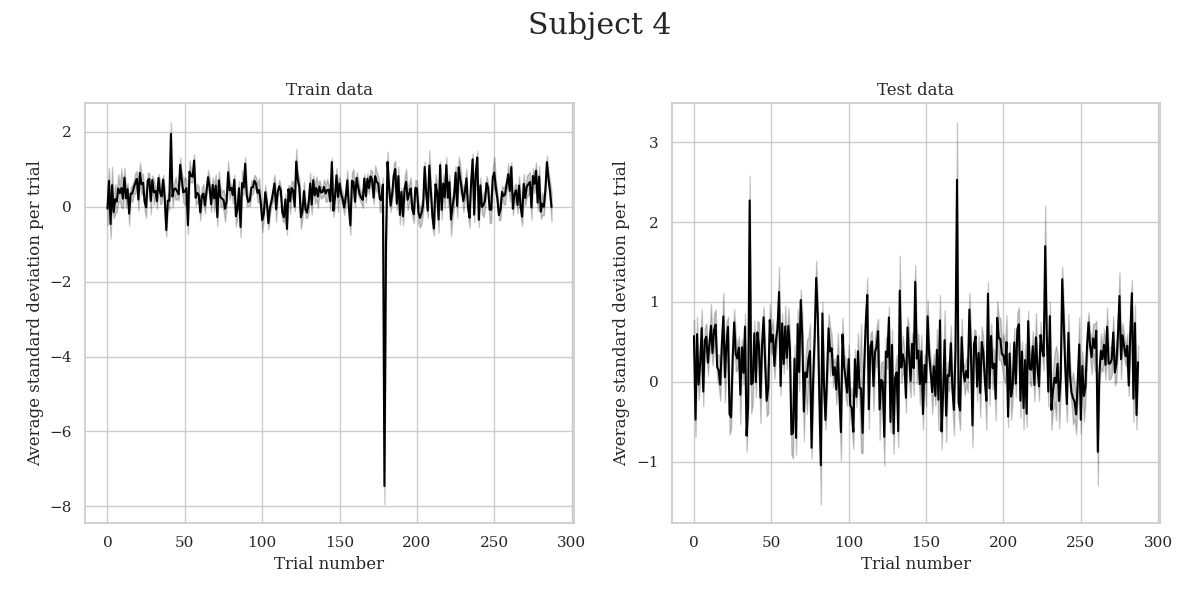 Subject 4
Train data
Average standard deviation per trial
2
0
−2
−4
−6
−8
0 50 100 150 200 250 300
Trial number
Test data
Average standard deviation per trial
3
2
1
0
−1
0 50 100 150 200 250 300
Trial number